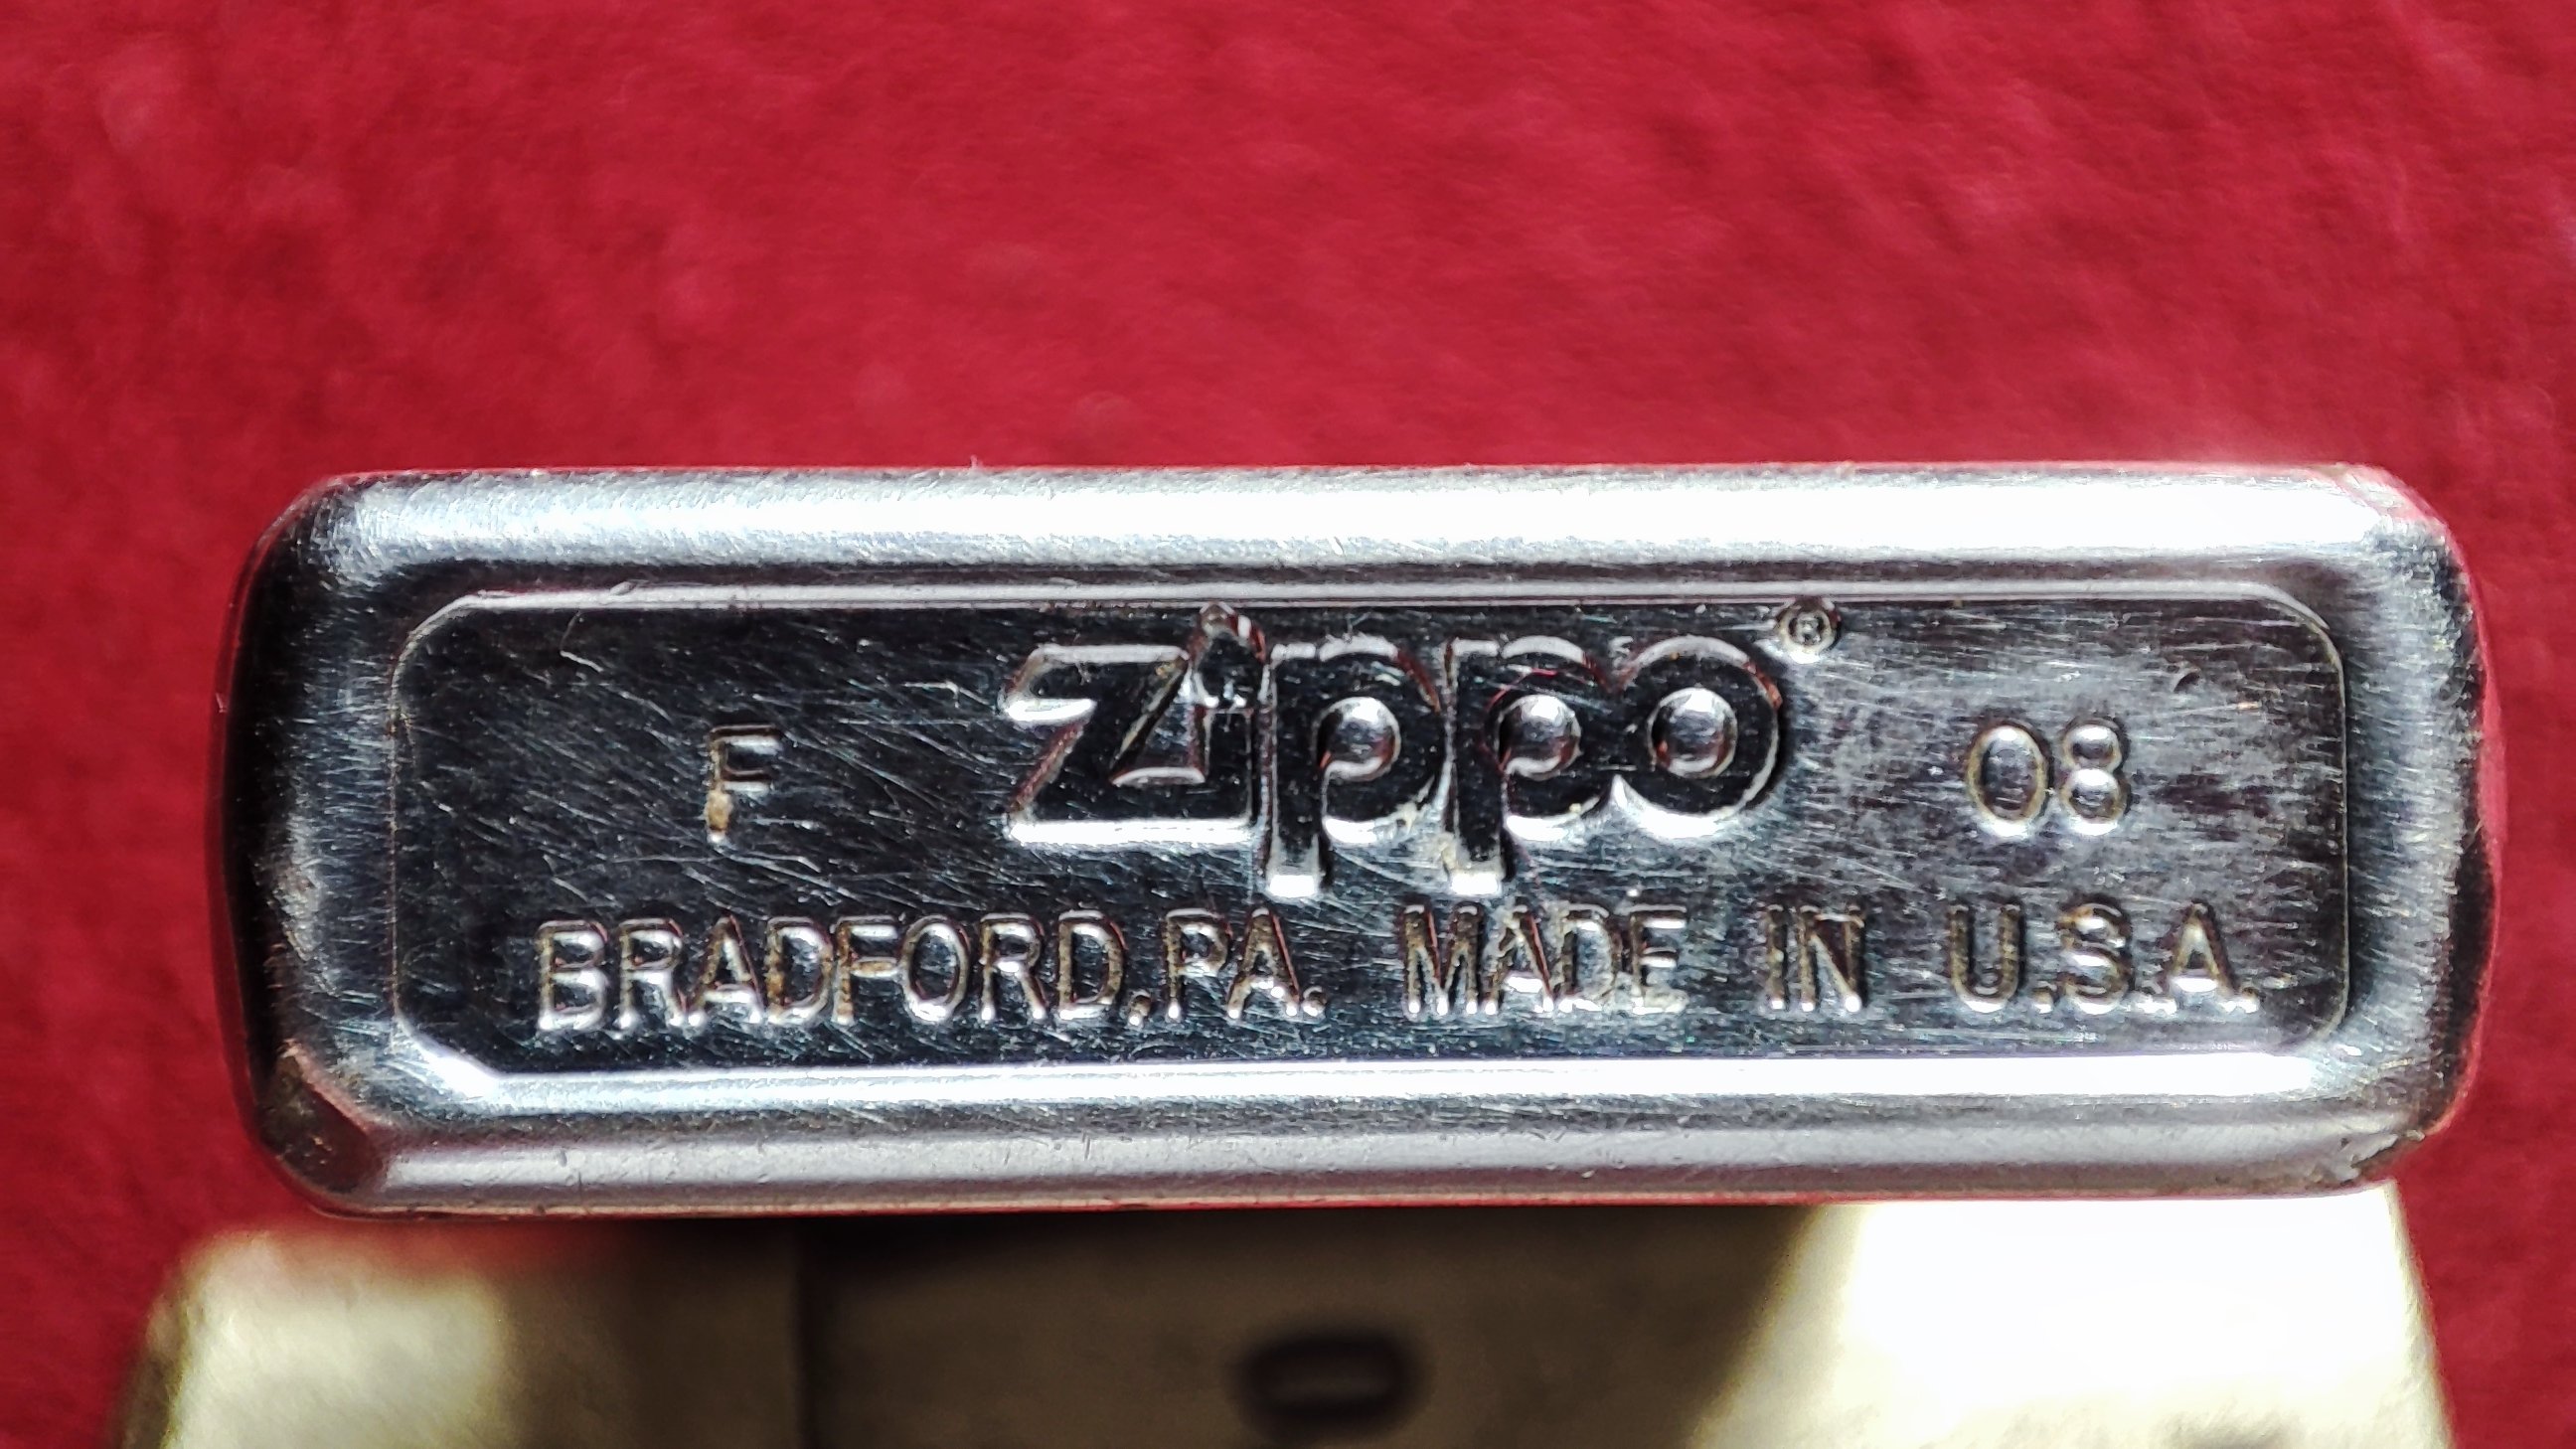 F zippo® 08
BRADFORD, PA. MADE IN U.S.A.